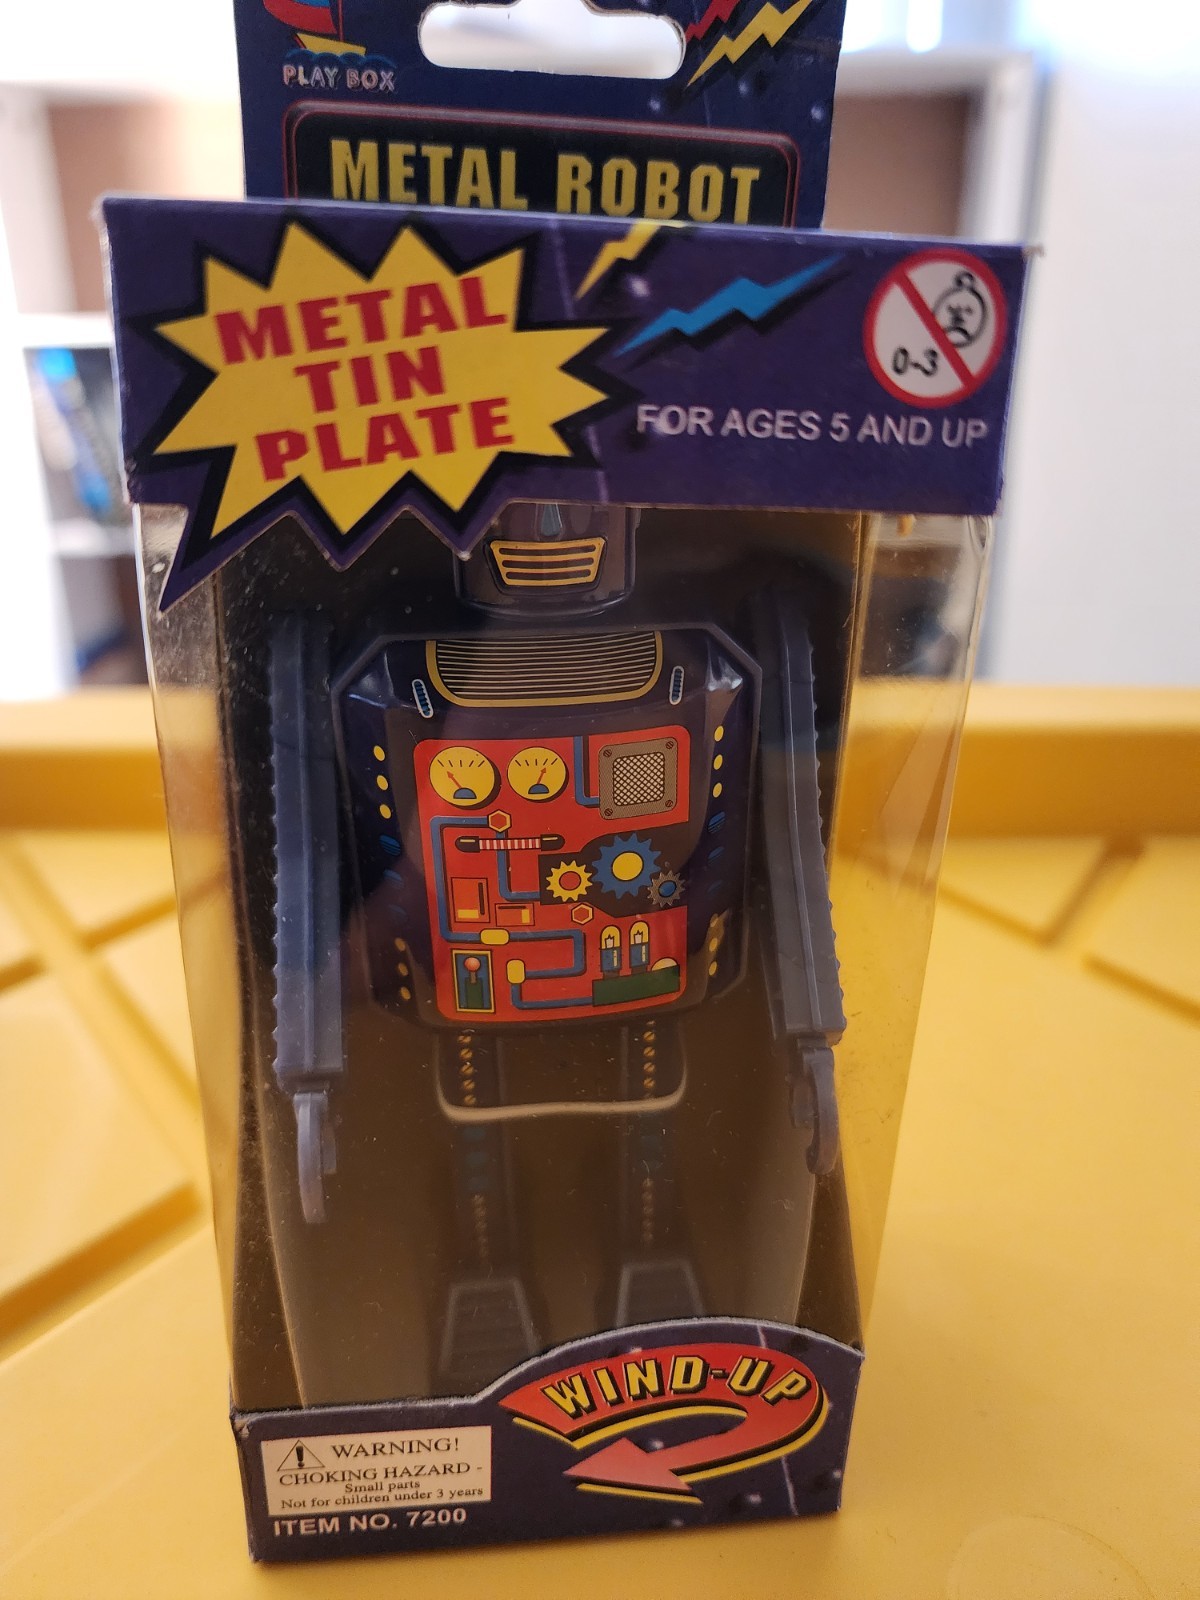 PLAY BOX
METAL ROBOT
METAL
TIN
PLATE
0-3
FOR AGES 5 AND UP
WIND-UP
WARNING!
CHOKING HAZARD -
Small parts
Not for children under 3 years
ITEM NO. 7200